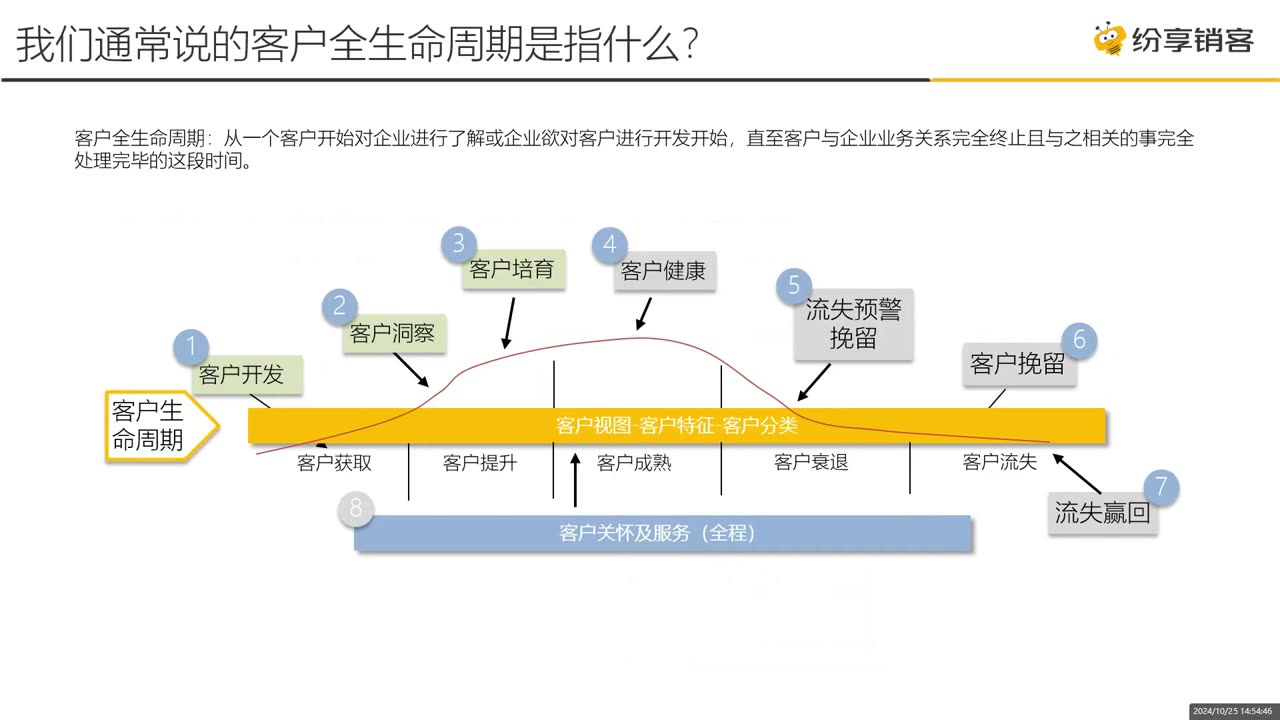 我们通常说的客户全生命周期是指什么？
纷享销客
客户全生命周期：从一个客户开始对企业进行了解或企业欲对客户进行开发开始，直至客户与企业业务关系完全终止且与之相关的事完全
处理完毕的这段时间。
3
客户培育
4
客户健康
5
流失预警
挽留
2
客户洞察
6
客户挽留
1
客户开发
客户生
命周期
客户视图-客户特征-客户分类
客户获取
客户提升
客户成熟
客户衰退
客户流失
7
流失赢回
8
客户关怀及服务（全程）
2024/10/25 14:54:46